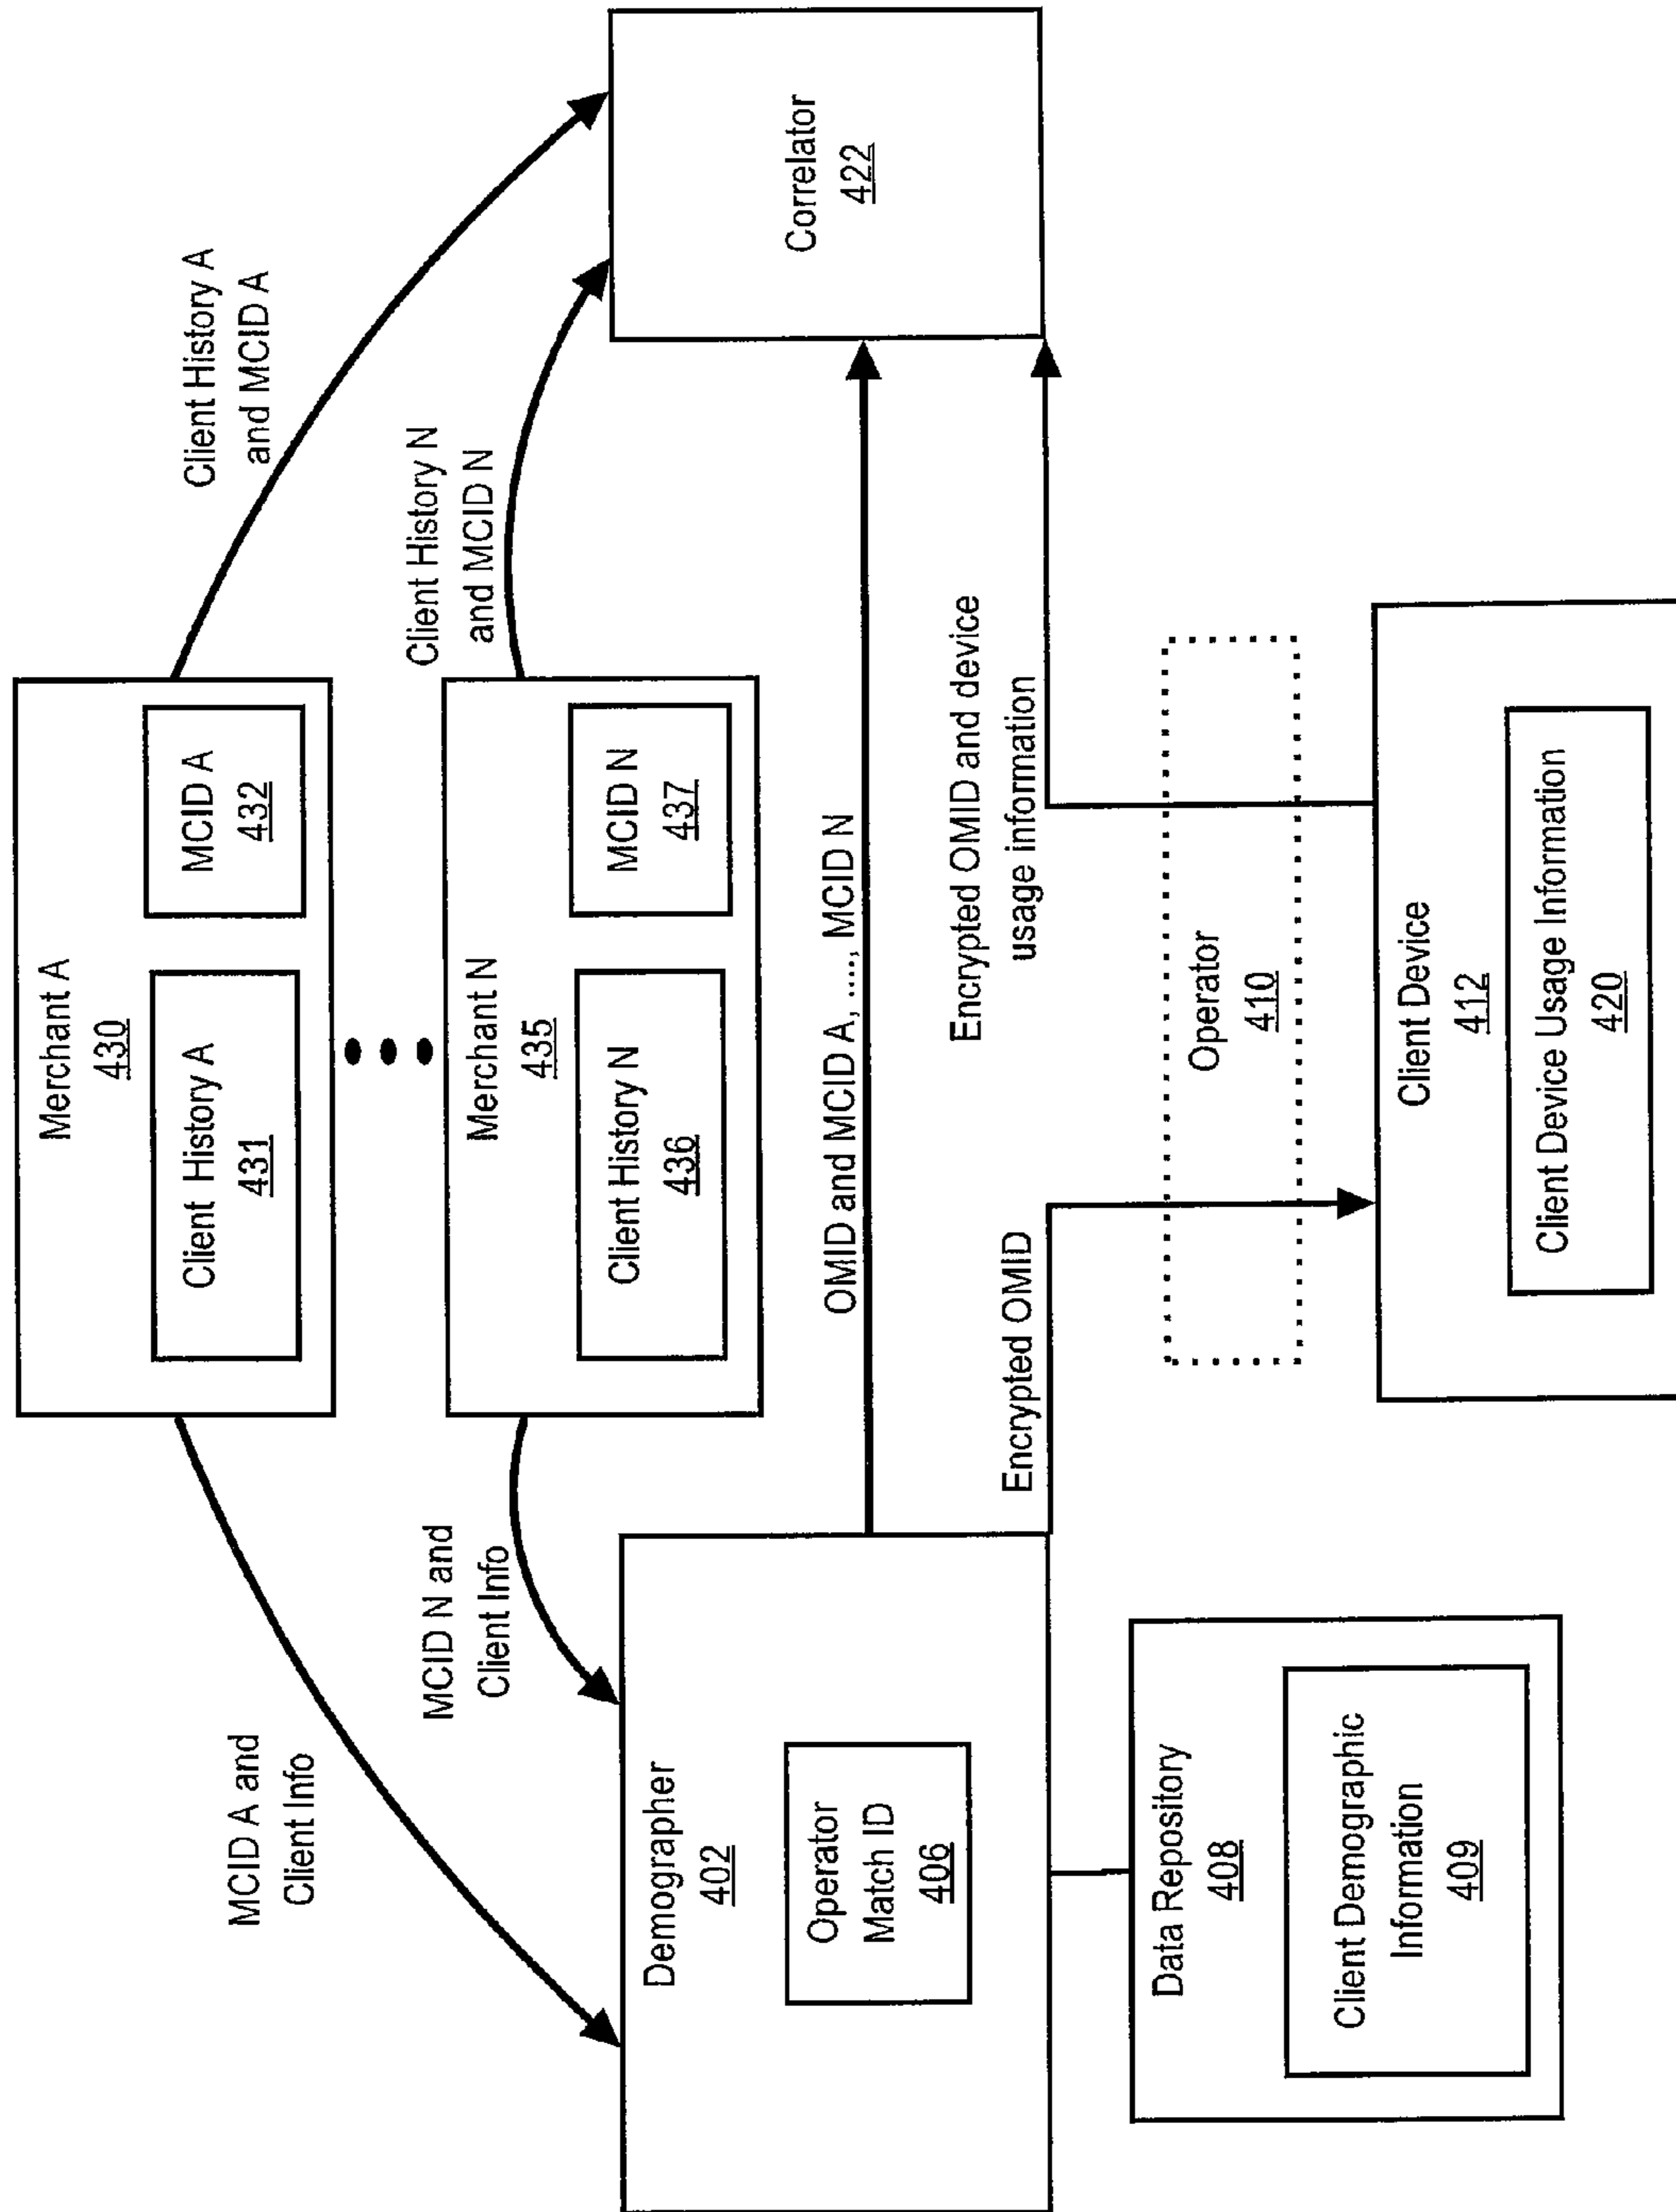 Merchant A
430
Client History A
431
MCID A
432
Client History A
and MCID A
MCID A and
Client Info
Merchant N
435
Client History N
436
MCID N
437
Client History N
and MCID N
MCID N and
Client Info
Demographer
402
Operator
Match ID
406
OMID and MCID A, ...., MCID N
Correlator
422
Encrypted OMID
Encrypted OMID and device
usage information
Operator
410
Data Repository
408
Client Demographic
Information
409
Client Device
412
Client Device Usage Information
420